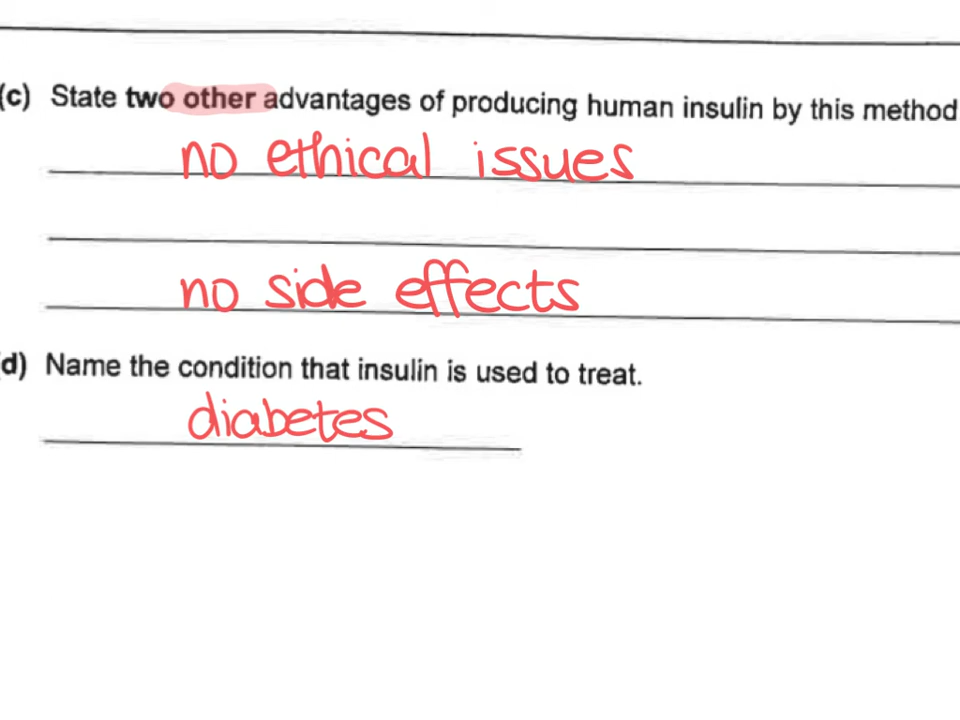 (c) State two other advantages of producing human insulin by this method
no ethical issues
no side effects
d) Name the condition that insulin is used to treat.
diabetes